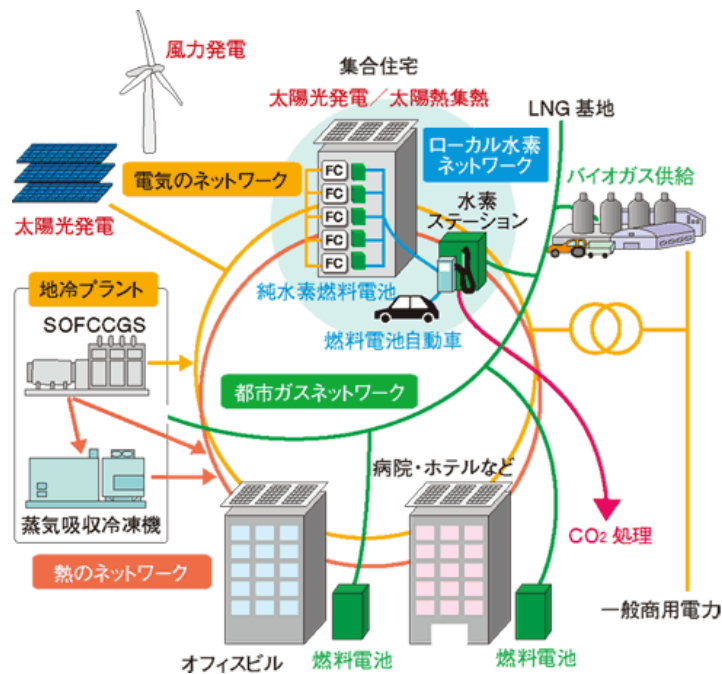 風力発電
集合住宅
太陽光発電／太陽熱集熱
LNG 基地
ローカル水素
ネットワーク
電気のネットワーク
バイオガス供給
FC
FC
FC
FC
FC
水素
ステーション
太陽光発電
純水素燃料電池
地冷プラント
SOFCCGS
燃料電池自動車
都市ガスネットワーク
病院・ホテルなど
蒸気吸収冷凍機
CO2 処理
熱のネットワーク
一般商用電力
オフィスビル
燃料電池
燃料電池